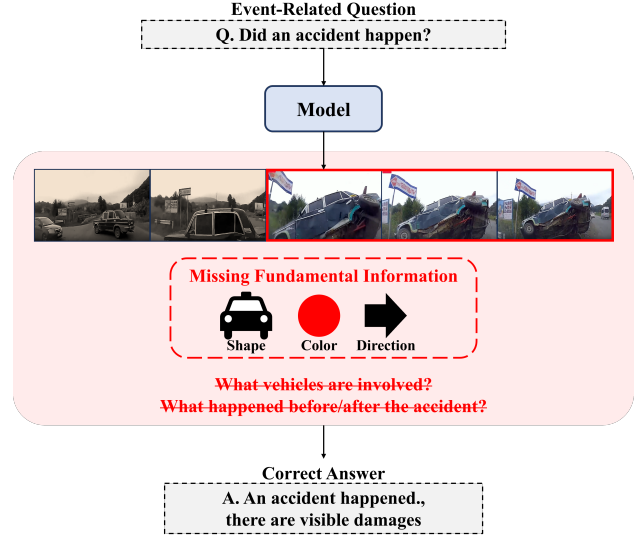 Event-Related Question
Q. Did an accident happen?
Model
Missing Fundamental Information
Shape
Color
Direction
What vehicles are involved?
What happened before/after the accident?
Correct Answer
A. An accident happened.,
there are visible damages